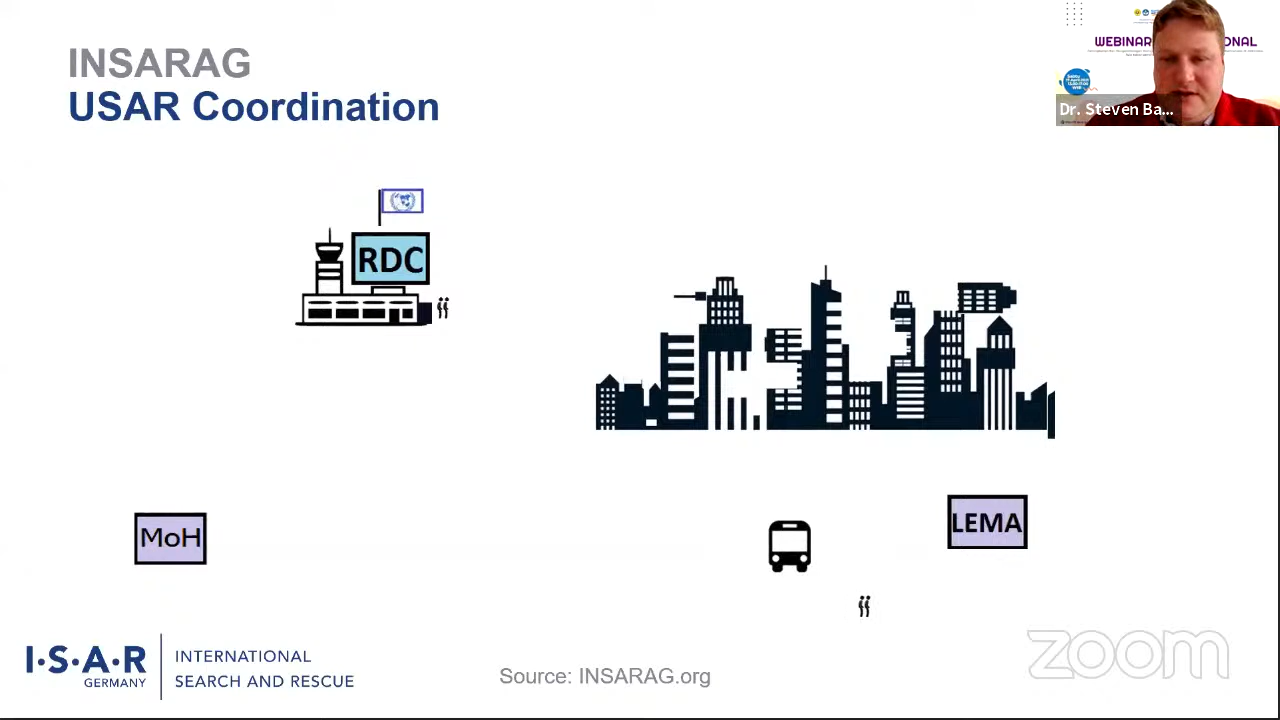 INSARAG
USAR Coordination
WEBINAR
ONAL
Dr. Steven Ba...
RDC
MoH
LEMA
I·S·A·R
GERMANY
INTERNATIONAL
SEARCH AND RESCUE
Source: INSARAG.org
zoom